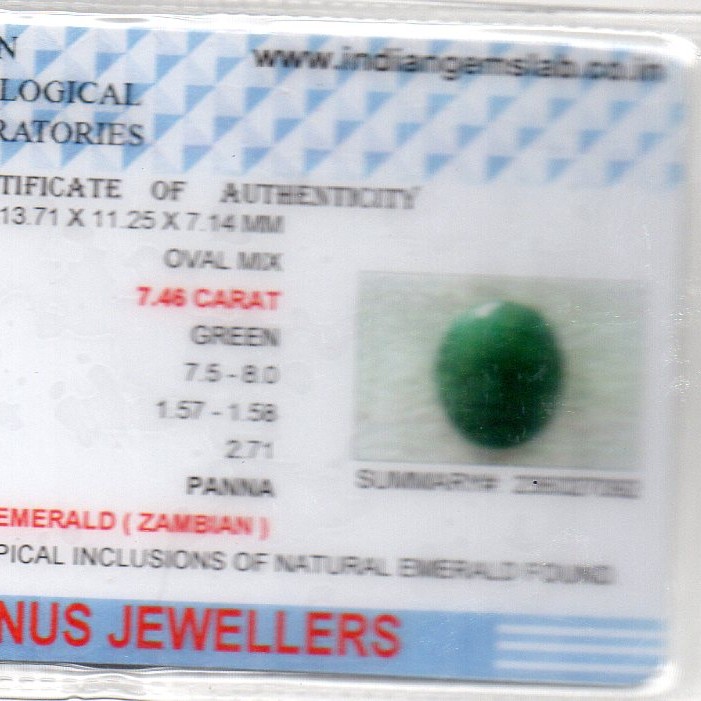 N
www.indiangemslab.co.in
LOGICAL
RATORIES
TIFICATE OF AUTHENTICITY
13.71 X 11.25 X 7.14 MM
OVAL MIX
7.46 CARAT
GREEN
7.5 - 8.0
1.57 - 1.58
2.71
PANNA
SUMMARY#
EMERALD ( ZAMBIAN )
PICAL INCLUSIONS OF NATURAL EMERALD FOUND
NUS JEWELLERS